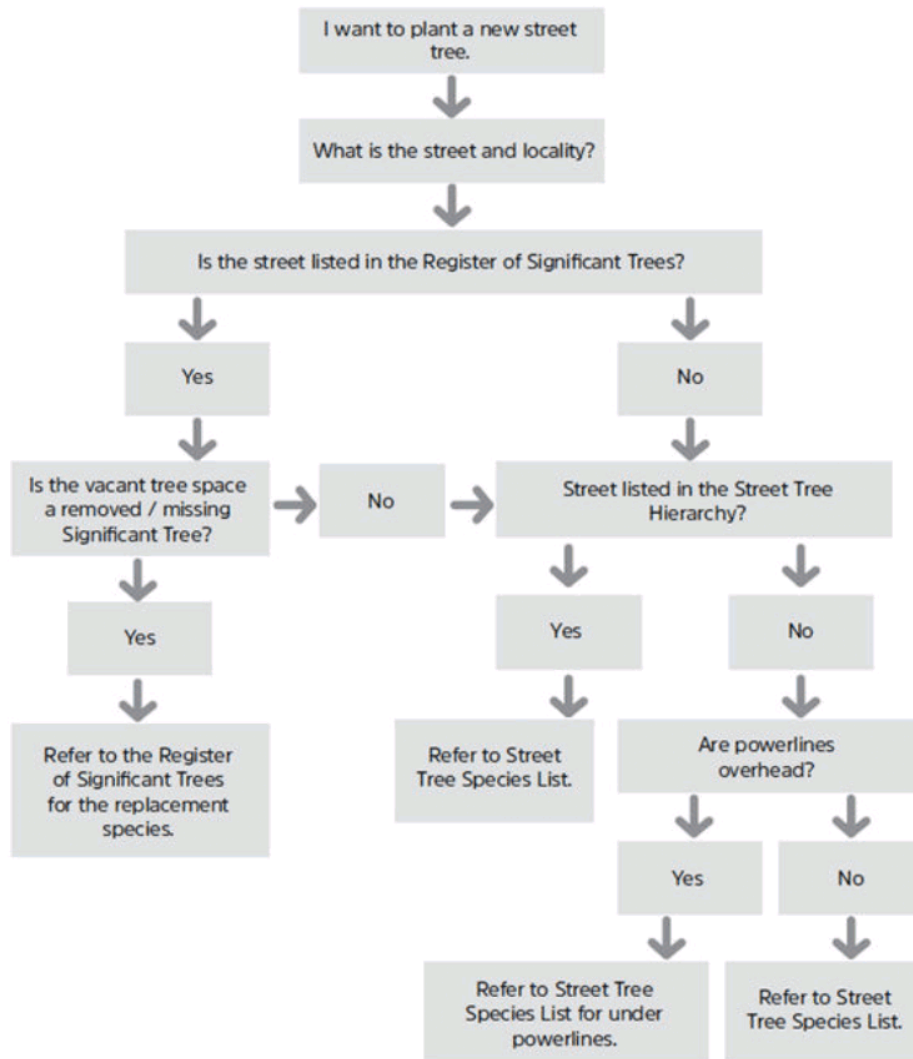 I want to plant a new street
tree.
What is the street and locality?
Is the street listed in the Register of Significant Trees?
Yes
No
Is the vacant tree space
a removed / missing
Significant Tree?
No
Street listed in the Street Tree
Hierarchy?
Yes
Yes
No
Refer to the Register
of Significant Trees
for the replacement
species.
Refer to Street
Tree Species List.
Are powerlines
overhead?
Yes
No
Refer to Street Tree
Species List for under
powerlines.
Refer to Street
Tree Species List.